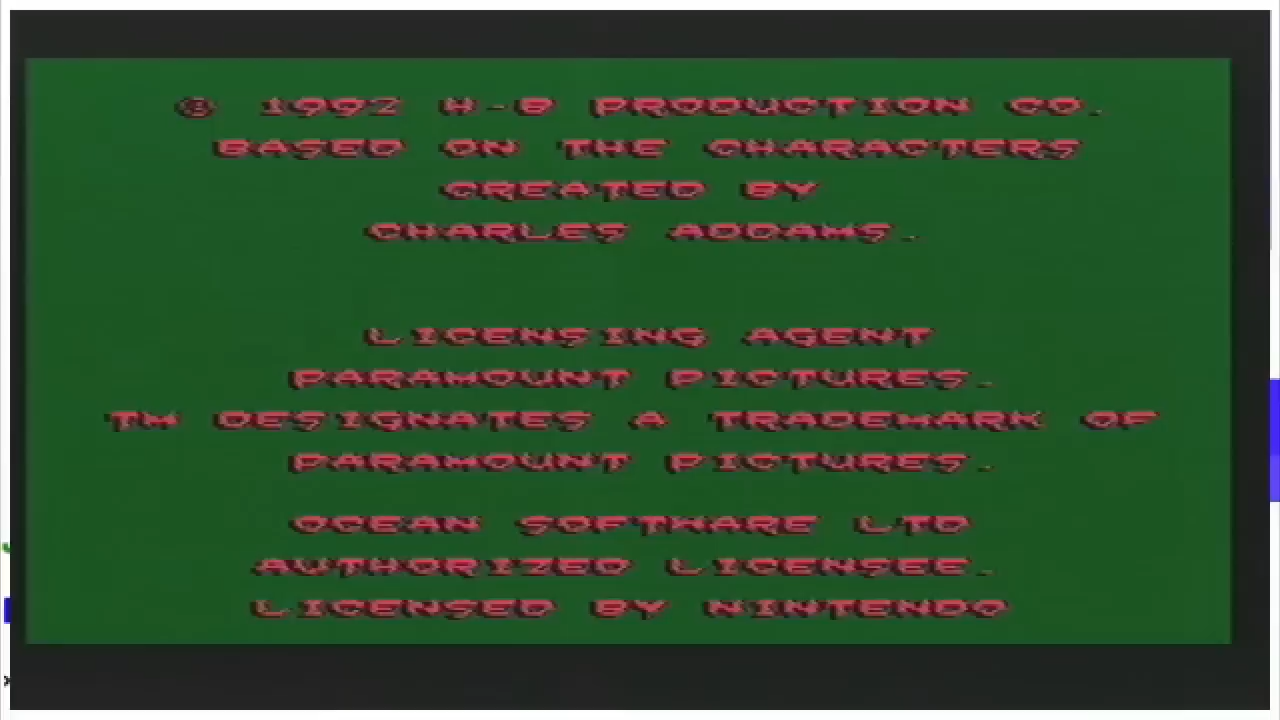 © 1992 H-B PRODUCTION CO.
BASED ON THE CHARACTERS
CREATED BY
CHARLES ADDAMS.
LICENSING AGENT
PARAMOUNT PICTURES.
TM DESIGNATES A TRADEMARK OF
PARAMOUNT PICTURES.
OCEAN SOFTWARE LTD
AUTHORIZED LICENSEE.
LICENSED BY NINTENDO